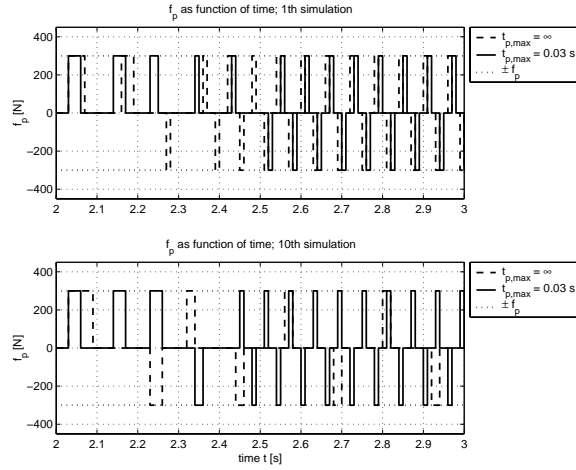 f_p as function of time; 1th simulation
400
200
0
−200
−400
f_p [N]
2
2.1
2.2
2.3
2.4
2.5
2.6
2.7
2.8
2.9
3
t_p,max = ∞
t_p,max = 0.03 s
± f_p
f_p as function of time; 10th simulation
400
200
0
−200
−400
f_p [N]
2
2.1
2.2
2.3
2.4
2.5
2.6
2.7
2.8
2.9
3
time t [s]
t_p,max = ∞
t_p,max = 0.03 s
± f_p